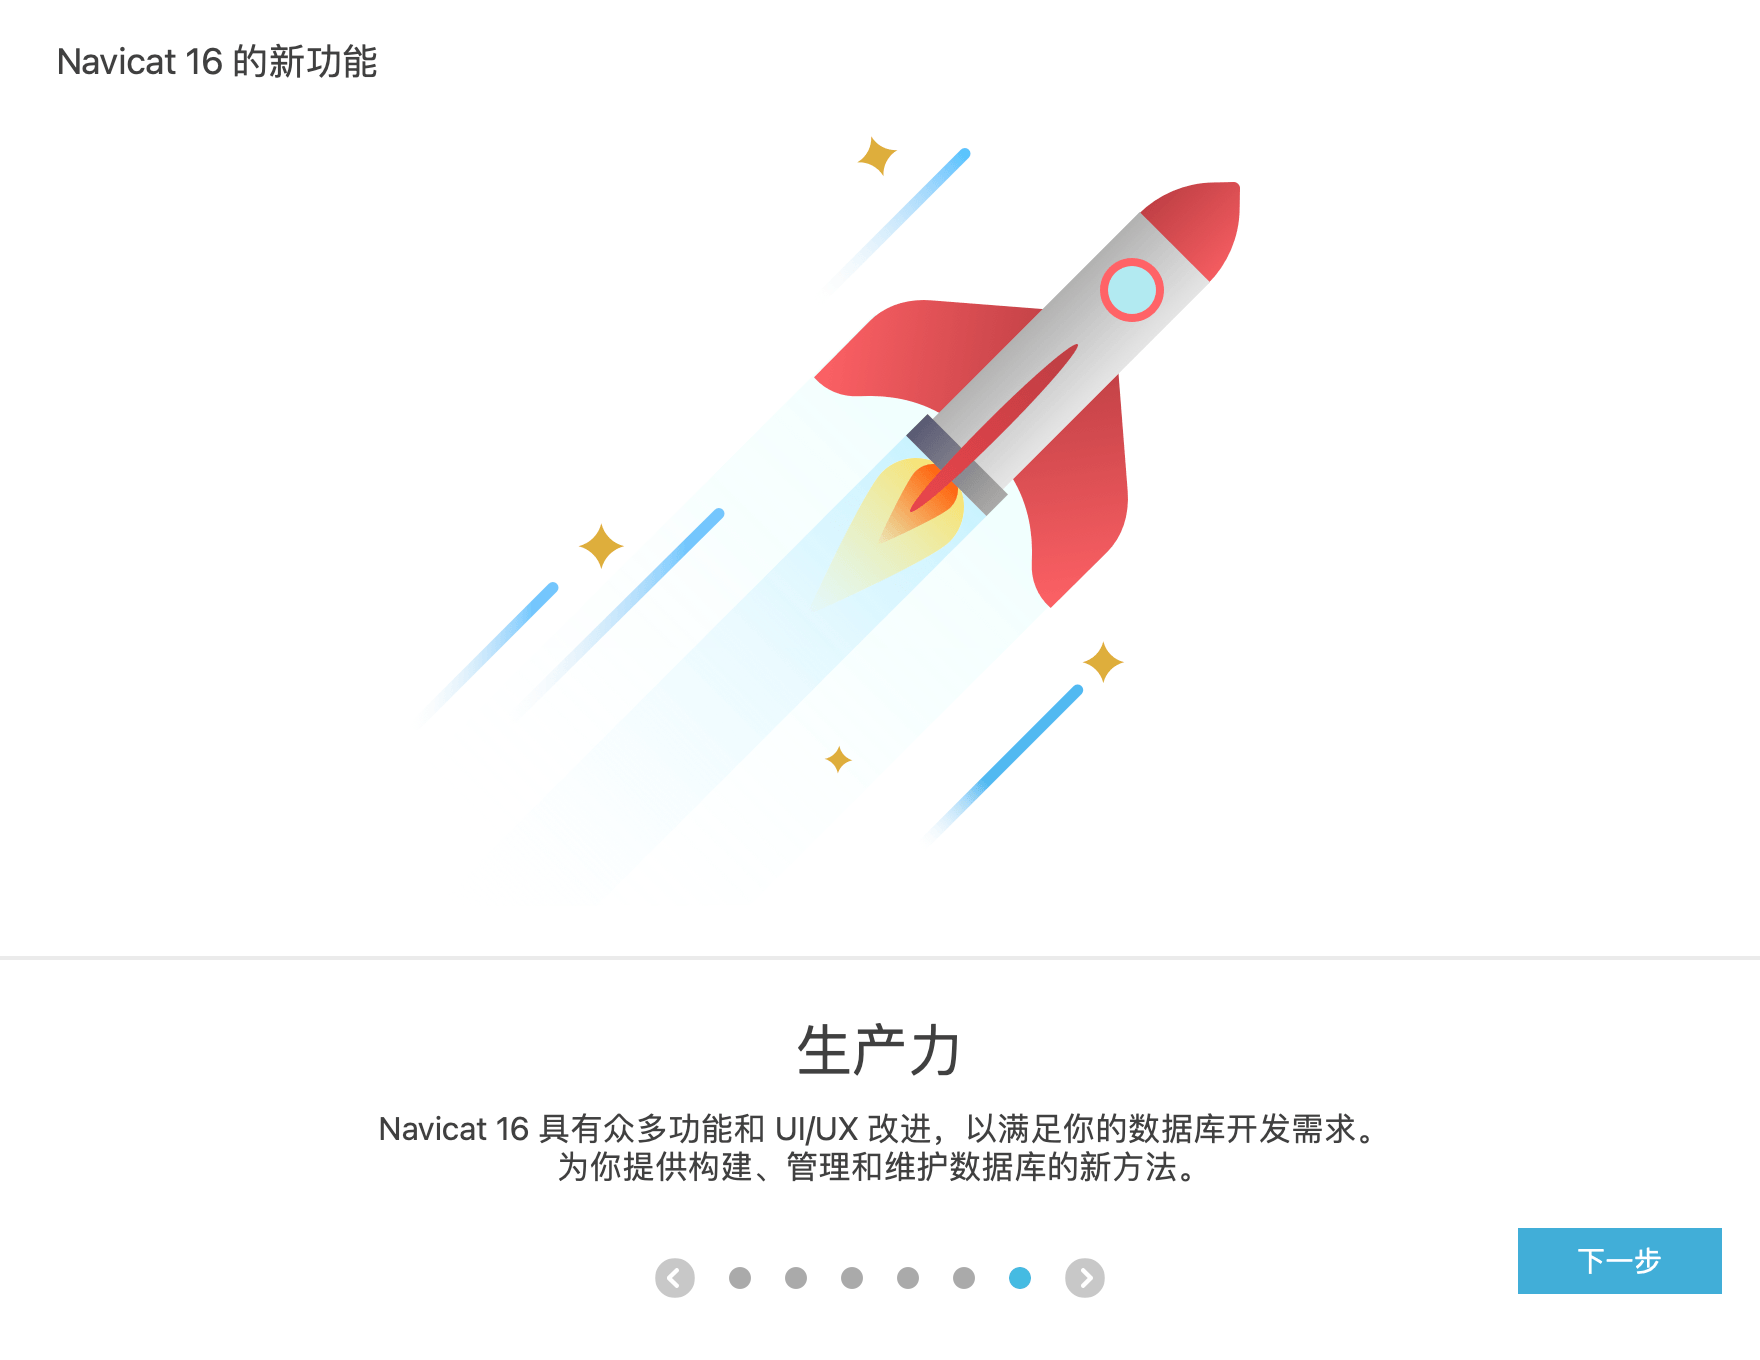 Navicat 16 的新功能
生产力
Navicat 16 具有众多功能和 UI/UX 改进，以满足你的数据库开发需求。
为你提供构建、管理和维护数据库的新方法。
下一步